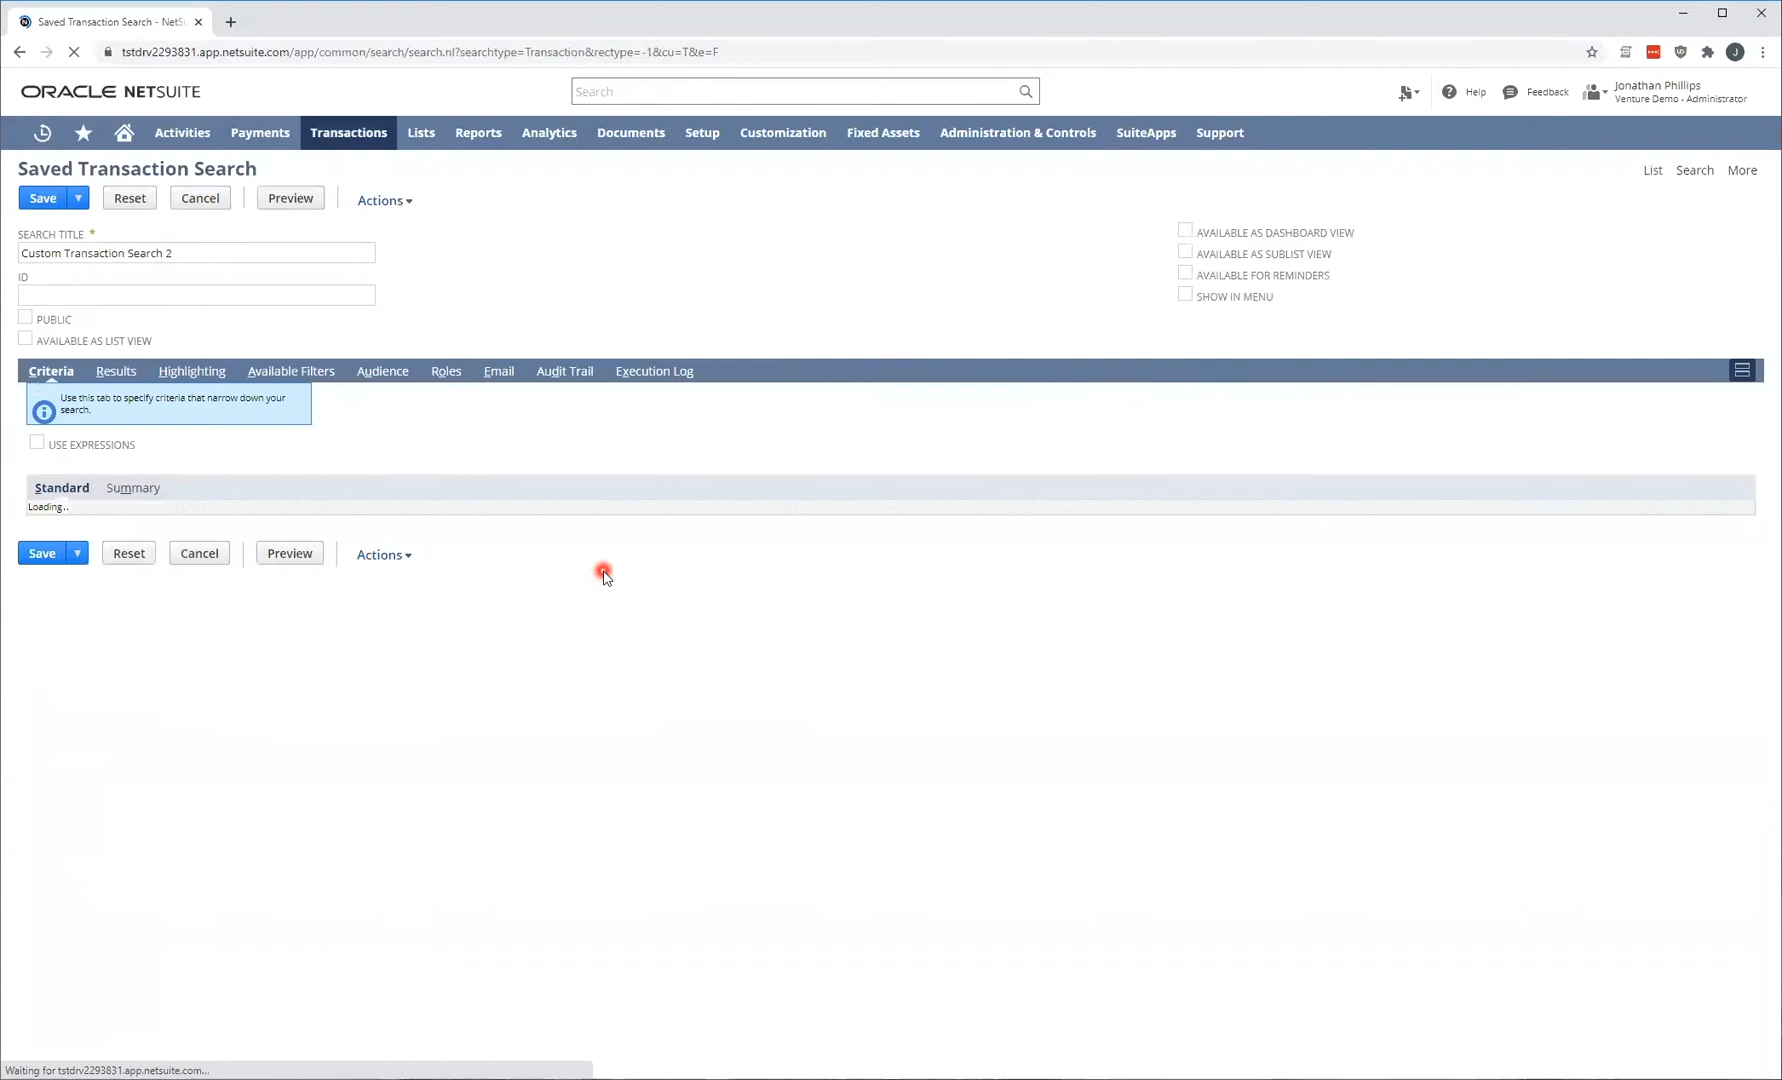 Saved Transaction Search - NetSu
tstdrv2293831.app.netsuite.com/app/common/search/search.nl?searchtype=Transaction&rectype=-1&cu=T&e=F
J
ORACLE NETSUITE
Search
Help
Feedback
Jonathan Phillips
Venture Demo - Administrator
Activities Payments Transactions Lists Reports Analytics Documents Setup Customization Fixed Assets Administration & Controls SuiteApps Support
Saved Transaction Search
List Search More
Save Reset Cancel Preview Actions
SEARCH TITLE *
Custom Transaction Search 2
ID
PUBLIC
AVAILABLE AS LIST VIEW
AVAILABLE AS DASHBOARD VIEW
AVAILABLE AS SUBLIST VIEW
AVAILABLE FOR REMINDERS
SHOW IN MENU
Criteria Results Highlighting Available Filters Audience Roles Email Audit Trail Execution Log
Use this tab to specify criteria that narrow down your
search.
USE EXPRESSIONS
Standard Summary
Loading..
Save Reset Cancel Preview Actions
Waiting for tstdrv2293831.app.netsuite.com...